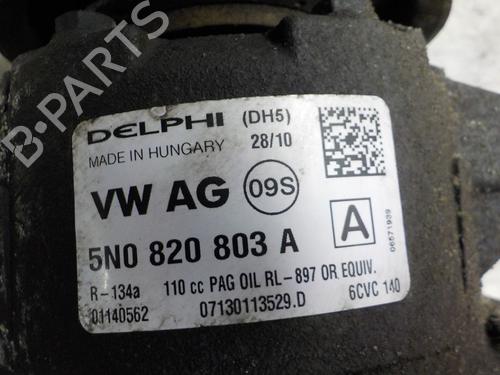 DELPHI (DH5)
MADE IN HUNGARY 28/10
VW AG 09S
5N0 820 803 A A
R-134a 110 cc PAG OIL RL-897 OR EQUIV.
01140562 07130113529.D 6CVC 140
06571939
B-PARTS